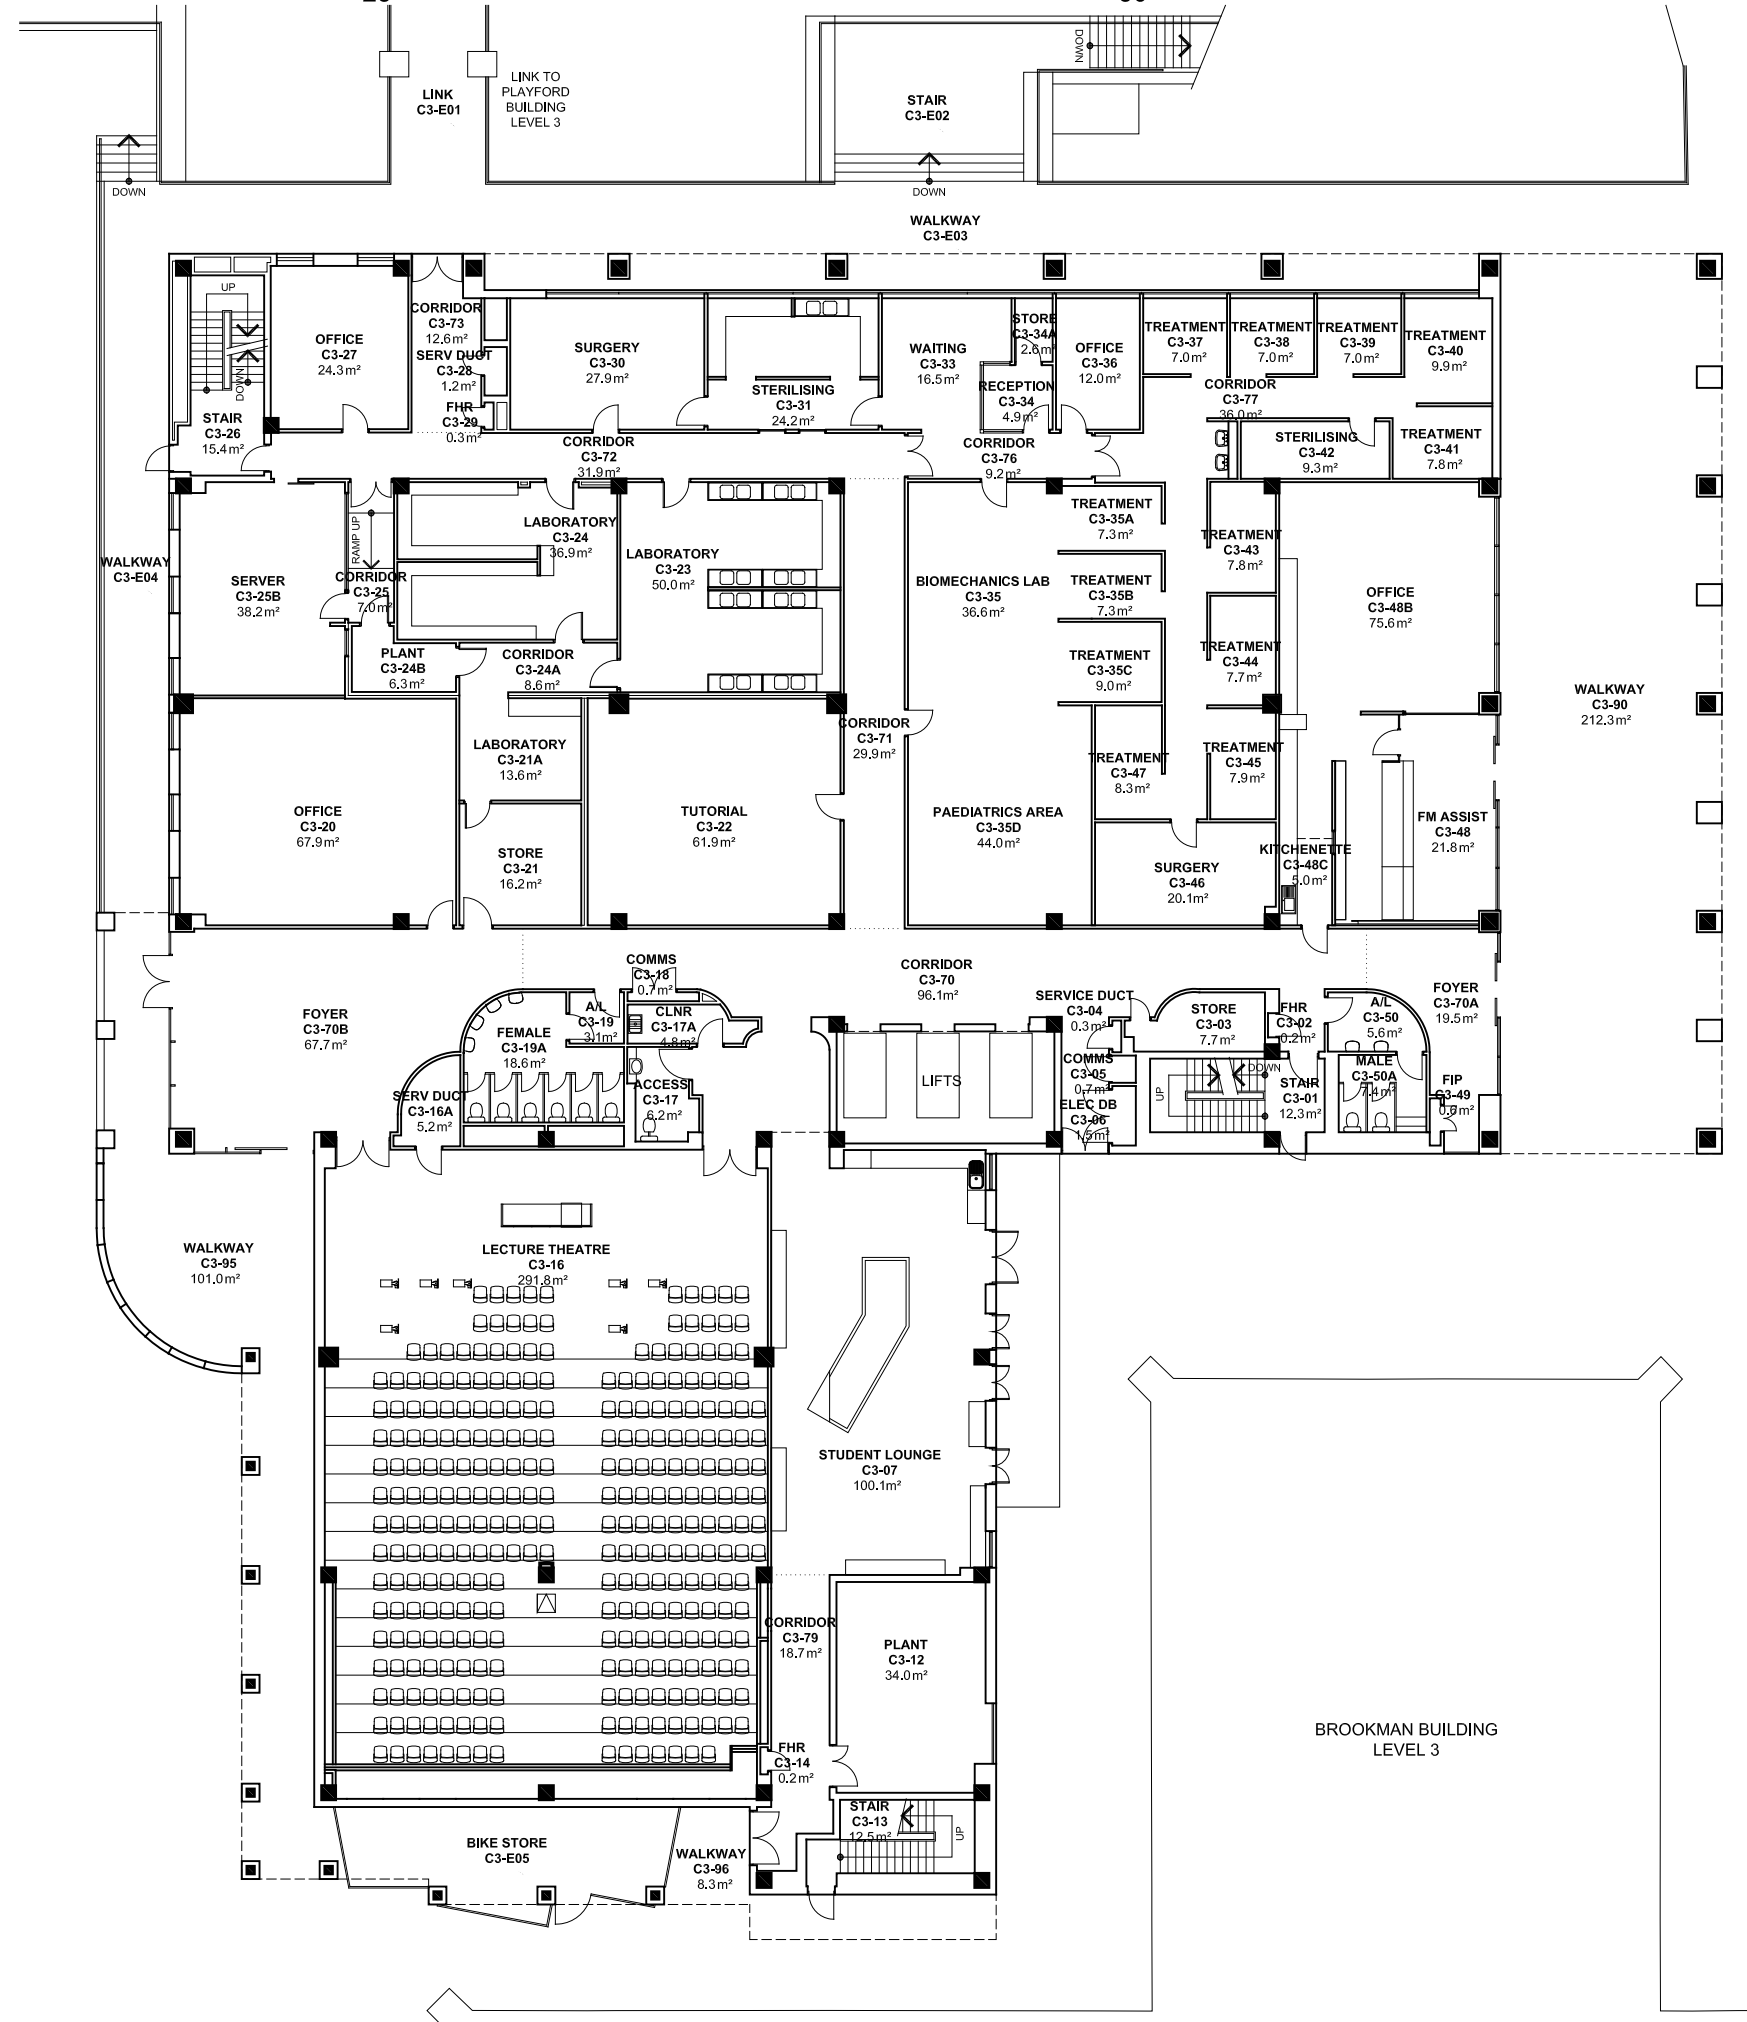 LINK
C3-E01
LINK TO
PLAYFORD
BUILDING
LEVEL 3
STAIR
C3-E02
DOWN
DOWN
DOWN
WALKWAY
C3-E03
UP
DOWN
STAIR
C3-26
15.4m²
OFFICE
C3-27
24.3m²
CORRIDOR
C3-73
12.6m²
SERV DUCT
C3-28
1.2m²
FHR
C3-29
0.3m²
SURGERY
C3-30
27.9m²
STERILISING
C3-31
24.2m²
WAITING
C3-33
16.5m²
STORE
C3-34A
2.6m²
RECEPTION
C3-34
4.9m²
OFFICE
C3-36
12.0m²
TREATMENT
C3-37
7.0m²
TREATMENT
C3-38
7.0m²
TREATMENT
C3-39
7.0m²
TREATMENT
C3-40
9.9m²
CORRIDOR
C3-77
36.0m²
CORRIDOR
C3-72
31.9m²
CORRIDOR
C3-76
9.2m²
STERILISING
C3-42
9.3m²
TREATMENT
C3-41
7.8m²
WALKWAY
C3-E04
SERVER
C3-25B
38.2m²
RAMP UP
CORRIDOR
C3-25
7.0m²
LABORATORY
C3-24
36.9m²
LABORATORY
C3-23
50.0m²
PLANT
C3-24B
6.3m²
CORRIDOR
C3-24A
8.6m²
BIOMECHANICS LAB
C3-35
36.6m²
TREATMENT
C3-35A
7.3m²
TREATMENT
C3-35B
7.3m²
TREATMENT
C3-35C
9.0m²
TREATMENT
C3-43
7.8m²
TREATMENT
C3-44
7.7m²
OFFICE
C3-48B
75.6m²
WALKWAY
C3-90
212.3m²
CORRIDOR
C3-71
29.9m²
LABORATORY
C3-21A
13.6m²
OFFICE
C3-20
67.9m²
STORE
C3-21
16.2m²
TUTORIAL
C3-22
61.9m²
TREATMENT
C3-47
8.3m²
TREATMENT
C3-45
7.9m²
PAEDIATRICS AREA
C3-35D
44.0m²
SURGERY
C3-46
20.1m²
KITCHENETTE
C3-48C
5.0m²
FM ASSIST
C3-48
21.8m²
FOYER
C3-70B
67.7m²
COMMS
C3-18
0.7m²
A/L
C3-19
3.1m²
CLNR
C3-17A
4.8m²
FEMALE
C3-19A
18.6m²
SERV DUCT
C3-16A
5.2m²
ACCESS
C3-17
6.2m²
CORRIDOR
C3-70
96.1m²
LIFTS
SERVICE DUCT
C3-04
0.3m²
COMMS
C3-05
0.7m²
ELEC DB
C3-06
1.5m²
STORE
C3-03
7.7m²
FHR
C3-02
0.2m²
UP
DOWN
STAIR
C3-01
12.3m²
A/L
C3-50
5.6m²
MALE
C3-50A
7.4m²
FOYER
C3-70A
19.5m²
FIP
C3-49
0.6m²
WALKWAY
C3-95
101.0m²
LECTURE THEATRE
C3-16
291.8m²
STUDENT LOUNGE
C3-07
100.1m²
CORRIDOR
C3-79
18.7m²
PLANT
C3-12
34.0m²
FHR
C3-14
0.2m²
STAIR
C3-13
12.5m²
UP
BIKE STORE
C3-E05
WALKWAY
C3-96
8.3m²
BROOKMAN BUILDING
LEVEL 3